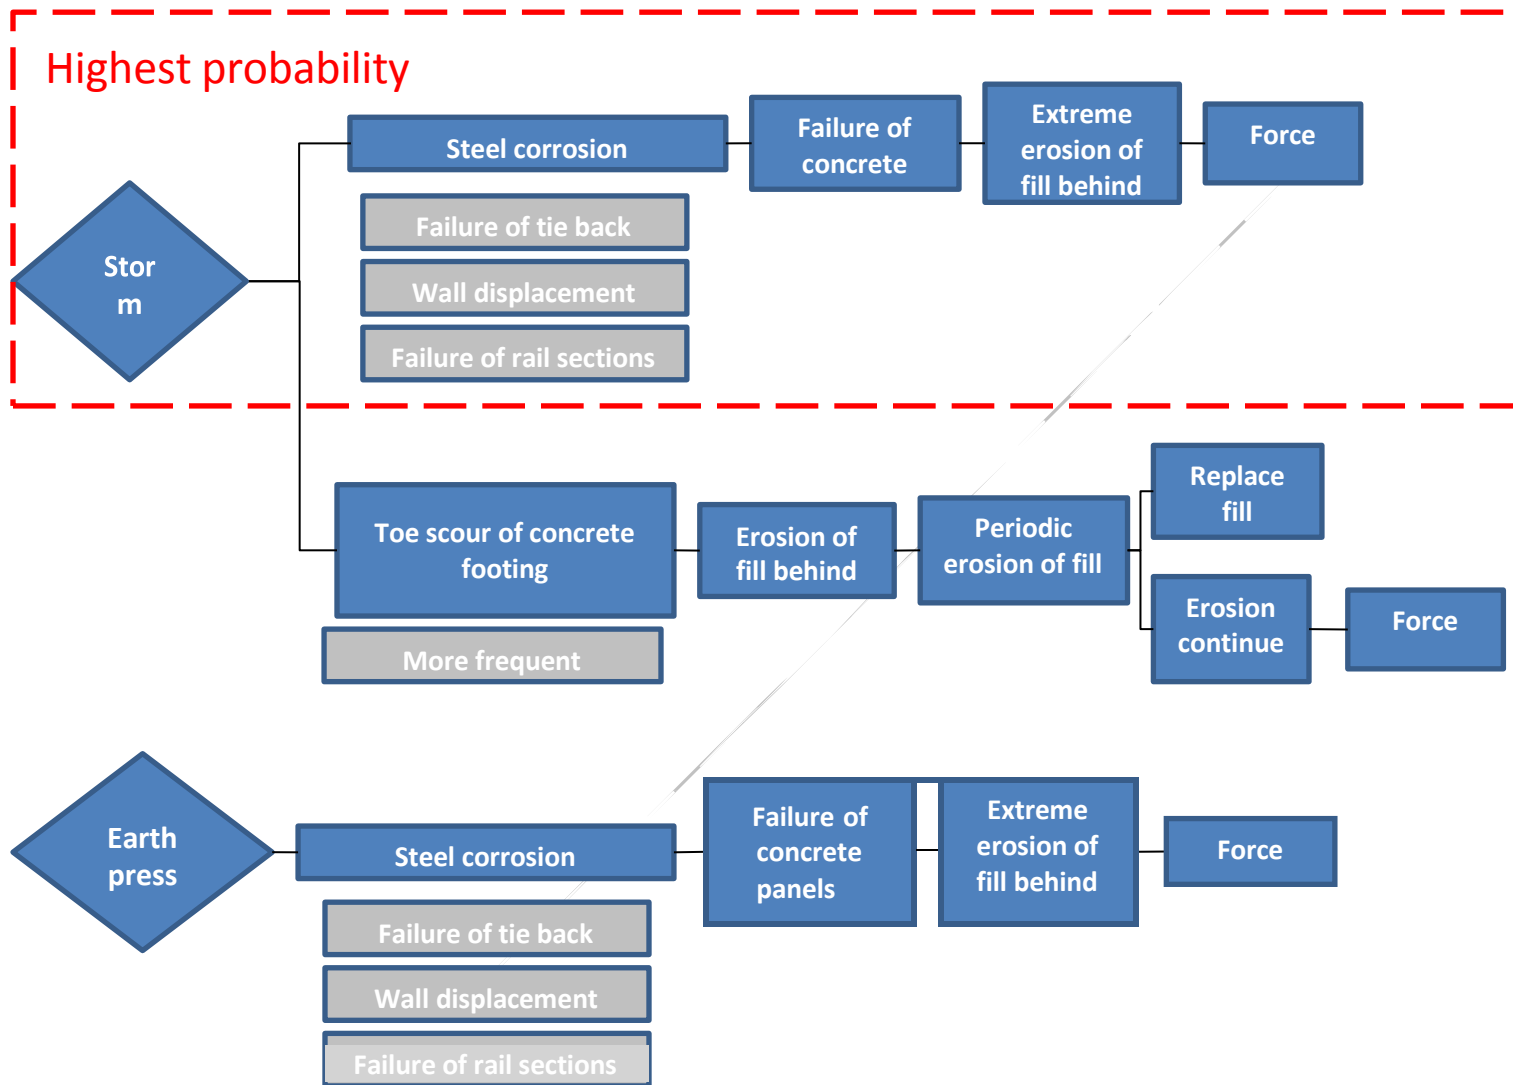 Highest probability
Steel corrosion
Failure of
concrete
Extreme
erosion of
fill behind
Force
Failure of tie back
Wall displacement
Failure of rail sections
Stor
m
Toe scour of concrete
footing
More frequent
Erosion of
fill behind
Periodic
erosion of fill
Replace
fill
Erosion
continue
Force
Earth
press
Steel corrosion
Failure of
concrete
panels
Extreme
erosion of
fill behind
Force
Failure of tie back
Wall displacement
Failure of rail sections